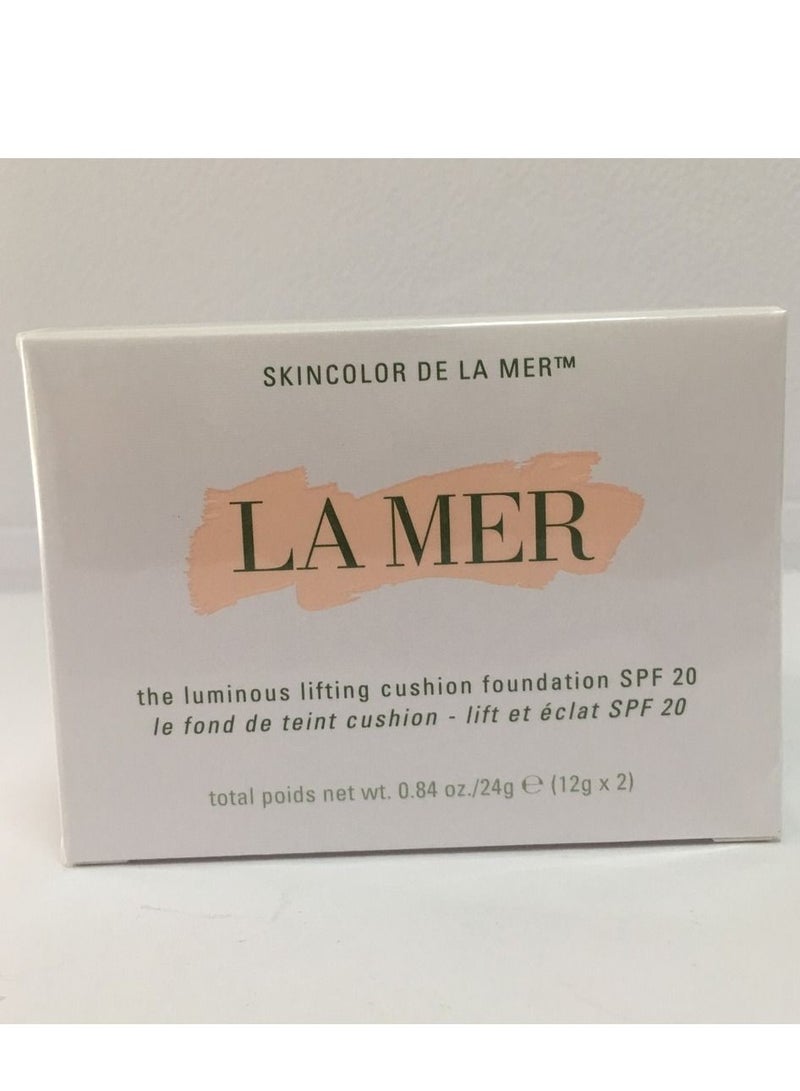 SKINCOLOR DE LA MER™
LA MER
the luminous lifting cushion foundation SPF 20
le fond de teint cushion - lift et éclat SPF 20
total poids net wt. 0.84 oz./24g ℮ (12g x 2)